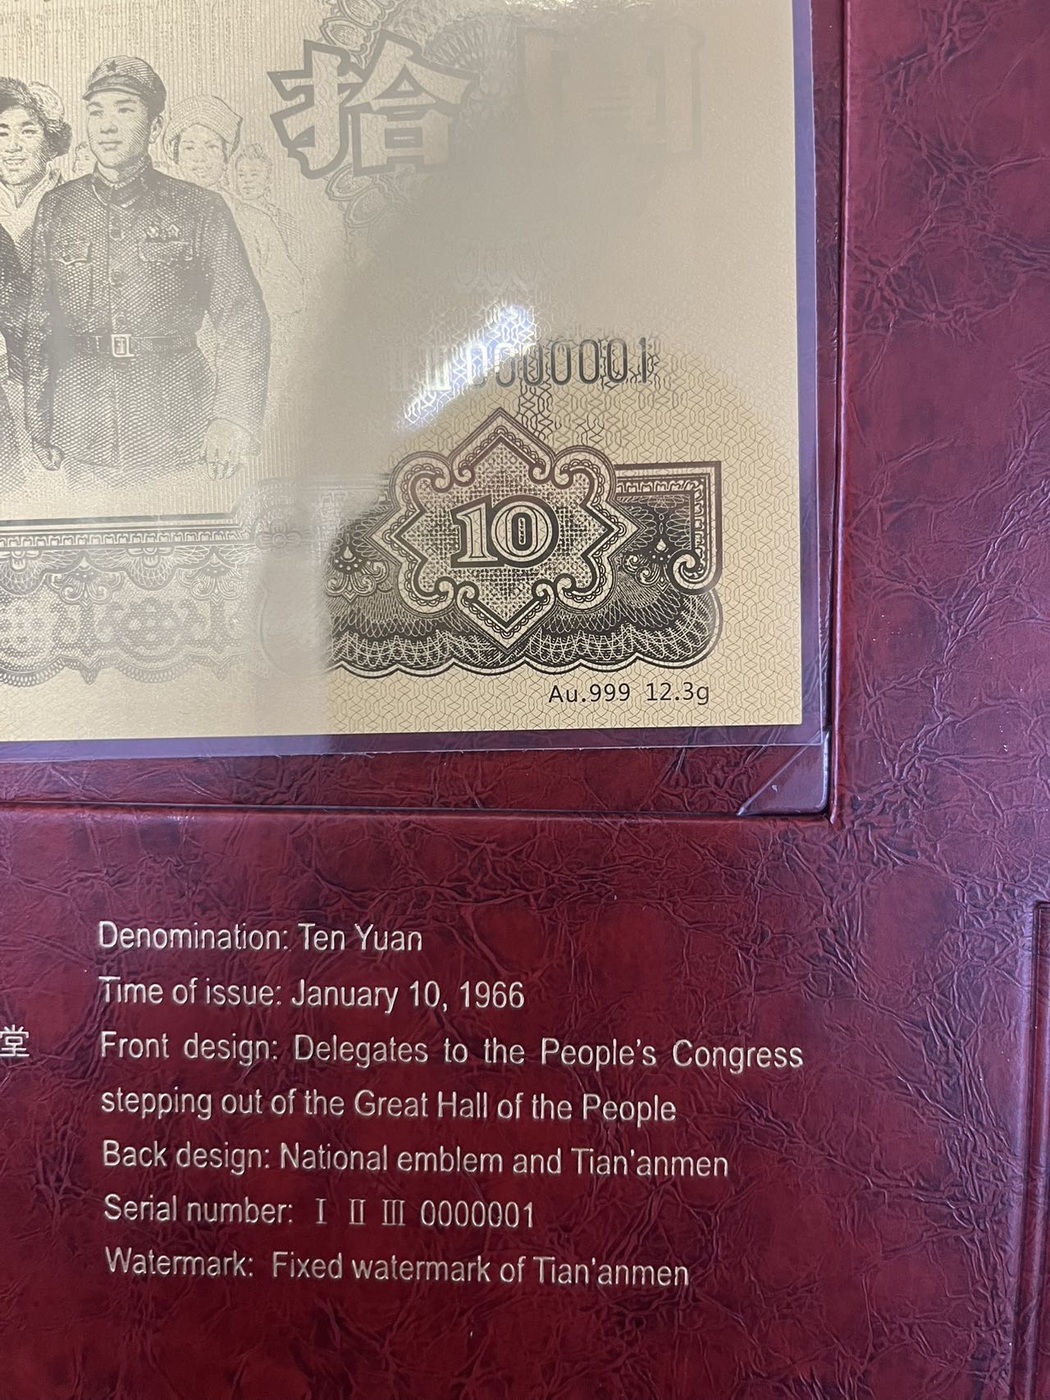 拾圓
0000001
10
Au.999 12.3g
Denomination: Ten Yuan
Time of issue: January 10, 1966
堂
Front design: Delegates to the People's Congress
stepping out of the Great Hall of the People
Back design: National emblem and Tian'anmen
Serial number: Ⅰ Ⅱ Ⅲ 0000001
Watermark: Fixed watermark of Tian'anmen